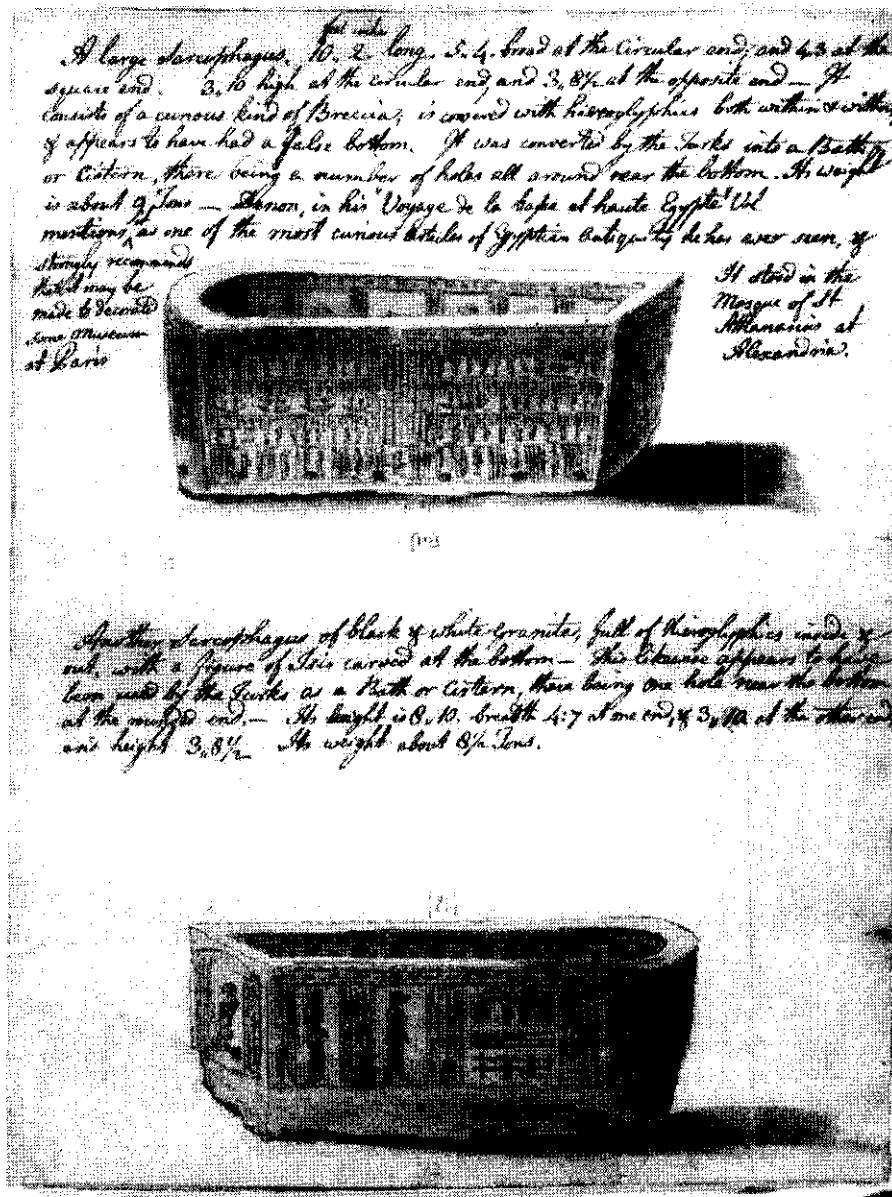 feet inches
A large Sarcophagus. 10. 2. long. 5. 4. broad at the Circular end, and 4.3 at the
square end. 3.10 high at the circular end, and 3, 8½ at the opposite end — It
consists of a curious kind of Breccia, is covered with hieroglyphics both within & without,
& appears to have had a false bottom. It was converted by the Turks into a Bath
or Cistern, there being a number of holes all around near the bottom. Its weight
is about 9 Tons — Denon, in his "Voyage de la basse et haute Egypte" Vol
mentions, as one of the most curious articles of Egyptian Antiquity he has ever seen, &
strongly recommends
that it may be
made to decorate
some Museum
at Paris
It stood in the
Mosque of St
Athanasius at
Alexandria.
Another Sarcophagus of black & white Granite, full of Hieroglyphics inside &
out, with a figure of Isis carved at the bottom — this likewise appears to have
been used by the Turks as a Bath or Cistern, there being one hole near the bottom
at the rounded end. — Its length is 8.10. breadth 4:7 at one end, & 3,,10 at the other end
and height 3,,8½ Its weight about 8½ Tons.